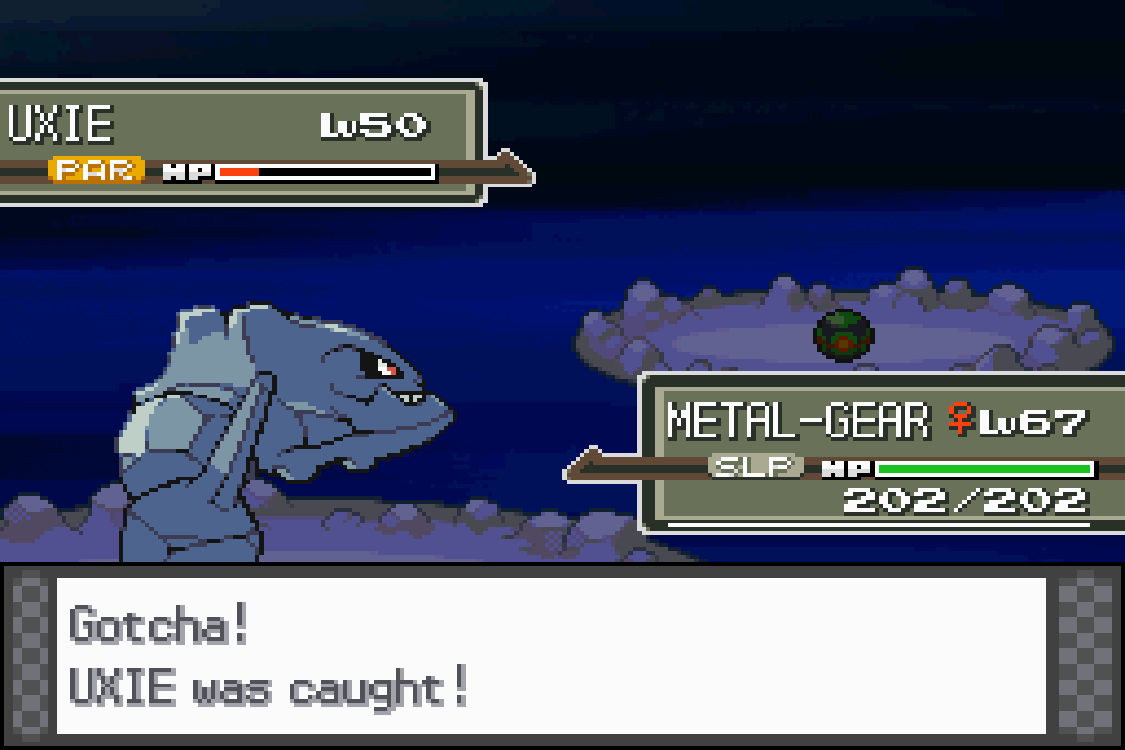 UXIE Lv50
PAR HP
METAL-GEAR ♀ Lv67
SLP HP
202/202
Gotcha!
UXIE was caught!